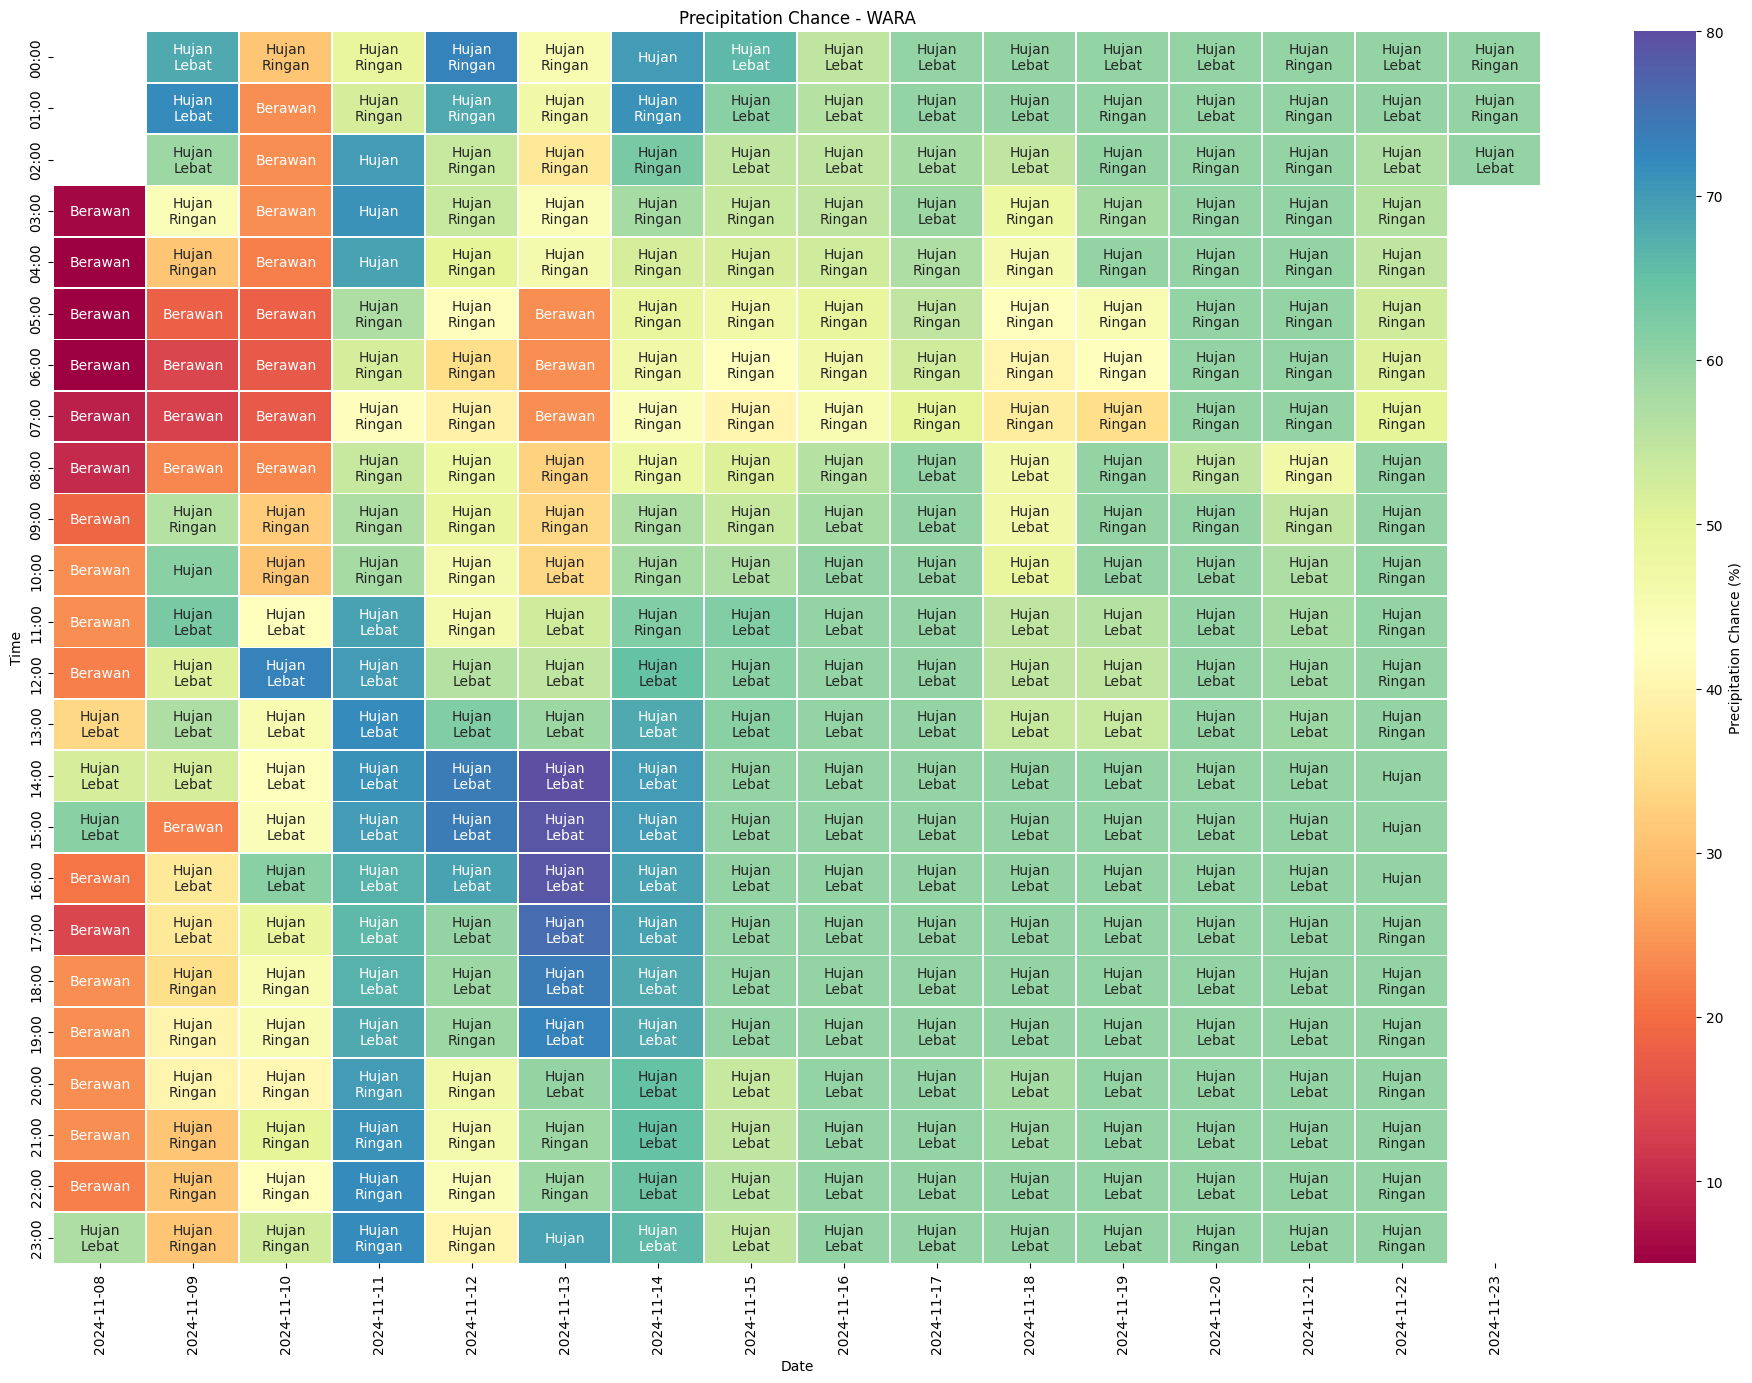 Precipitation Chance - WARA
00:00 Hujan Lebat Hujan Ringan Hujan Ringan Hujan Ringan Hujan Ringan Hujan Hujan Lebat Hujan Lebat Hujan Lebat Hujan Lebat Hujan Lebat Hujan Lebat Hujan Ringan Hujan Lebat Hujan Ringan
01:00 Hujan Lebat Berawan Hujan Ringan Hujan Ringan Hujan Ringan Hujan Ringan Hujan Lebat Hujan Lebat Hujan Ringan Hujan Ringan Hujan Ringan Hujan Lebat Hujan Ringan Hujan Lebat Hujan Ringan
02:00 Hujan Lebat Berawan Hujan Hujan Ringan Hujan Ringan Hujan Ringan Hujan Lebat Hujan Lebat Hujan Lebat Hujan Lebat Hujan Ringan Hujan Ringan Hujan Ringan Hujan Lebat Hujan Lebat
03:00 Berawan Hujan Ringan Berawan Hujan Hujan Ringan Hujan Ringan Hujan Ringan Hujan Ringan Hujan Ringan Hujan Lebat Hujan Ringan Hujan Ringan Hujan Ringan Hujan Ringan Hujan Ringan
04:00 Berawan Hujan Ringan Berawan Hujan Hujan Ringan Hujan Ringan Hujan Ringan Hujan Ringan Hujan Ringan Hujan Ringan Hujan Ringan Hujan Ringan Hujan Ringan Hujan Ringan Hujan Ringan
05:00 Berawan Berawan Berawan Hujan Ringan Hujan Ringan Berawan Hujan Ringan Hujan Ringan Hujan Ringan Hujan Ringan Hujan Ringan Hujan Ringan Hujan Ringan Hujan Ringan Hujan Ringan
06:00 Berawan Berawan Berawan Hujan Ringan Hujan Ringan Berawan Hujan Ringan Hujan Ringan Hujan Ringan Hujan Ringan Hujan Ringan Hujan Ringan Hujan Ringan Hujan Ringan Hujan Ringan
07:00 Berawan Berawan Berawan Hujan Ringan Hujan Ringan Berawan Hujan Ringan Hujan Ringan Hujan Ringan Hujan Ringan Hujan Ringan Hujan Ringan Hujan Ringan Hujan Ringan Hujan Ringan
08:00 Berawan Berawan Berawan Hujan Ringan Hujan Ringan Hujan Ringan Hujan Ringan Hujan Ringan Hujan Ringan Hujan Lebat Hujan Lebat Hujan Ringan Hujan Ringan Hujan Ringan Hujan Ringan
09:00 Berawan Hujan Ringan Hujan Ringan Hujan Ringan Hujan Ringan Hujan Ringan Hujan Ringan Hujan Ringan Hujan Lebat Hujan Lebat Hujan Lebat Hujan Ringan Hujan Ringan Hujan Ringan Hujan Ringan
10:00 Berawan Hujan Hujan Ringan Hujan Ringan Hujan Ringan Hujan Lebat Hujan Ringan Hujan Lebat Hujan Lebat Hujan Lebat Hujan Lebat Hujan Lebat Hujan Lebat Hujan Lebat Hujan Ringan
11:00 Berawan Hujan Lebat Hujan Lebat Hujan Lebat Hujan Ringan Hujan Lebat Hujan Ringan Hujan Lebat Hujan Lebat Hujan Lebat Hujan Lebat Hujan Lebat Hujan Lebat Hujan Lebat Hujan Ringan
12:00 Berawan Hujan Lebat Hujan Lebat Hujan Lebat Hujan Lebat Hujan Lebat Hujan Lebat Hujan Lebat Hujan Lebat Hujan Lebat Hujan Lebat Hujan Lebat Hujan Lebat Hujan Lebat Hujan Ringan
13:00 Hujan Lebat Hujan Lebat Hujan Lebat Hujan Lebat Hujan Lebat Hujan Lebat Hujan Lebat Hujan Lebat Hujan Lebat Hujan Lebat Hujan Lebat Hujan Lebat Hujan Lebat Hujan Lebat Hujan Ringan
14:00 Hujan Lebat Hujan Lebat Hujan Lebat Hujan Lebat Hujan Lebat Hujan Lebat Hujan Lebat Hujan Lebat Hujan Lebat Hujan Lebat Hujan Lebat Hujan Lebat Hujan Lebat Hujan Lebat Hujan
15:00 Hujan Lebat Berawan Hujan Lebat Hujan Lebat Hujan Lebat Hujan Lebat Hujan Lebat Hujan Lebat Hujan Lebat Hujan Lebat Hujan Lebat Hujan Lebat Hujan Lebat Hujan Lebat Hujan
16:00 Berawan Hujan Lebat Hujan Lebat Hujan Lebat Hujan Lebat Hujan Lebat Hujan Lebat Hujan Lebat Hujan Lebat Hujan Lebat Hujan Lebat Hujan Lebat Hujan Lebat Hujan Lebat Hujan
17:00 Berawan Hujan Lebat Hujan Lebat Hujan Lebat Hujan Lebat Hujan Lebat Hujan Lebat Hujan Lebat Hujan Lebat Hujan Lebat Hujan Lebat Hujan Lebat Hujan Lebat Hujan Lebat Hujan Ringan
18:00 Berawan Hujan Ringan Hujan Ringan Hujan Lebat Hujan Lebat Hujan Lebat Hujan Lebat Hujan Lebat Hujan Lebat Hujan Lebat Hujan Lebat Hujan Lebat Hujan Lebat Hujan Lebat Hujan Ringan
19:00 Berawan Hujan Ringan Hujan Ringan Hujan Lebat Hujan Ringan Hujan Lebat Hujan Lebat Hujan Lebat Hujan Lebat Hujan Lebat Hujan Lebat Hujan Lebat Hujan Lebat Hujan Lebat Hujan Ringan
20:00 Berawan Hujan Ringan Hujan Ringan Hujan Ringan Hujan Ringan Hujan Lebat Hujan Lebat Hujan Lebat Hujan Lebat Hujan Lebat Hujan Lebat Hujan Lebat Hujan Lebat Hujan Lebat Hujan Ringan
21:00 Berawan Hujan Ringan Hujan Ringan Hujan Ringan Hujan Ringan Hujan Ringan Hujan Lebat Hujan Lebat Hujan Lebat Hujan Lebat Hujan Lebat Hujan Lebat Hujan Lebat Hujan Lebat Hujan Ringan
22:00 Berawan Hujan Ringan Hujan Ringan Hujan Ringan Hujan Ringan Hujan Ringan Hujan Lebat Hujan Lebat Hujan Lebat Hujan Lebat Hujan Lebat Hujan Lebat Hujan Lebat Hujan Lebat Hujan Ringan
23:00 Hujan Lebat Hujan Ringan Hujan Ringan Hujan Ringan Hujan Ringan Hujan Hujan Lebat Hujan Lebat Hujan Lebat Hujan Lebat Hujan Lebat Hujan Lebat Hujan Ringan Hujan Lebat Hujan Ringan
2024-11-08 2024-11-09 2024-11-10 2024-11-11 2024-11-12 2024-11-13 2024-11-14 2024-11-15 2024-11-16 2024-11-17 2024-11-18 2024-11-19 2024-11-20 2024-11-21 2024-11-22 2024-11-23
Date
Time
80
70
60
50
40
30
20
10
Precipitation Chance (%)